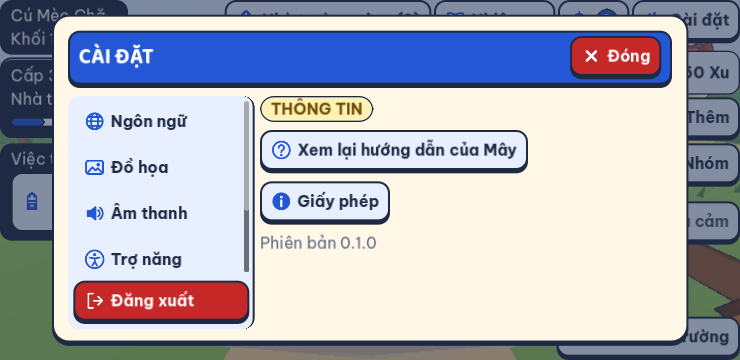 Cú Mèo Chă
Khối
Cài đặt
Cấp 3
Nhà t
50 Xu
Thêm
Việc t
Nhóm
cảm
ường
CÀI ĐẶT
Đóng
Ngôn ngữ
Đồ họa
Âm thanh
Trợ năng
Đăng xuất
THÔNG TIN
Xem lại hướng dẫn của Mây
Giấy phép
Phiên bản 0.1.0